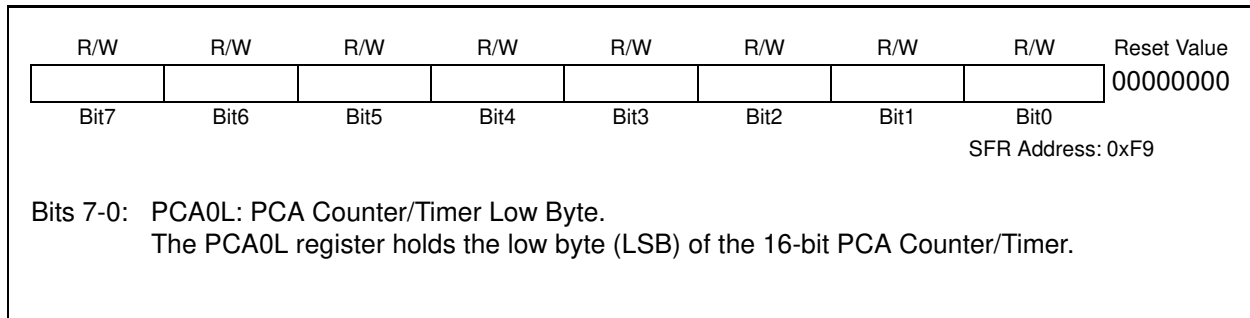 R/W R/W R/W R/W R/W R/W R/W R/W Reset Value
00000000
Bit7 Bit6 Bit5 Bit4 Bit3 Bit2 Bit1 Bit0
SFR Address: 0xF9
Bits 7-0: PCA0L: PCA Counter/Timer Low Byte.
The PCA0L register holds the low byte (LSB) of the 16-bit PCA Counter/Timer.